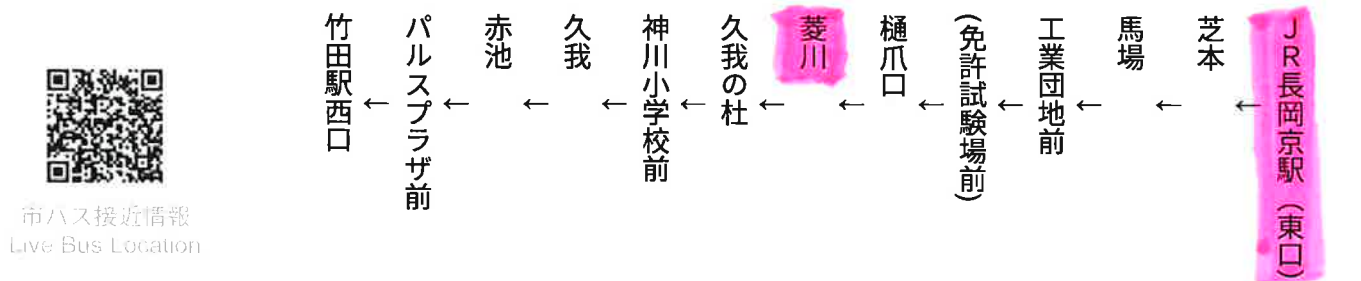 JR長岡京駅(東口)
←
芝本
←
馬場
←
工業団地前
←
(免許試験場前)
←
樋爪口
←
菱川
←
久我の杜
←
神川小学校前
←
久我
←
赤池
←
パルスプラザ前
←
竹田駅西口
市バス接近情報
Live Bus Location